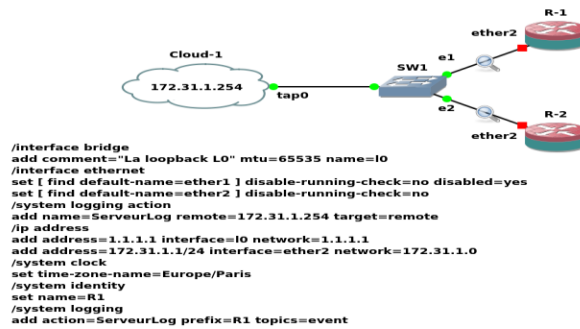 R-1
ether2
Cloud-1
e1
SW1
172.31.1.254
tap0
e2
R-2
ether2
/interface bridge
add comment="La loopback L0" mtu=65535 name=l0
/interface ethernet
set [ find default-name=ether1 ] disable-running-check=no disabled=yes
set [ find default-name=ether2 ] disable-running-check=no
/system logging action
add name=ServeurLog remote=172.31.1.254 target=remote
/ip address
add address=1.1.1.1 interface=l0 network=1.1.1.1
add address=172.31.1.1/24 interface=ether2 network=172.31.1.0
/system clock
set time-zone-name=Europe/Paris
/system identity
set name=R1
/system logging
add action=ServeurLog prefix=R1 topics=event